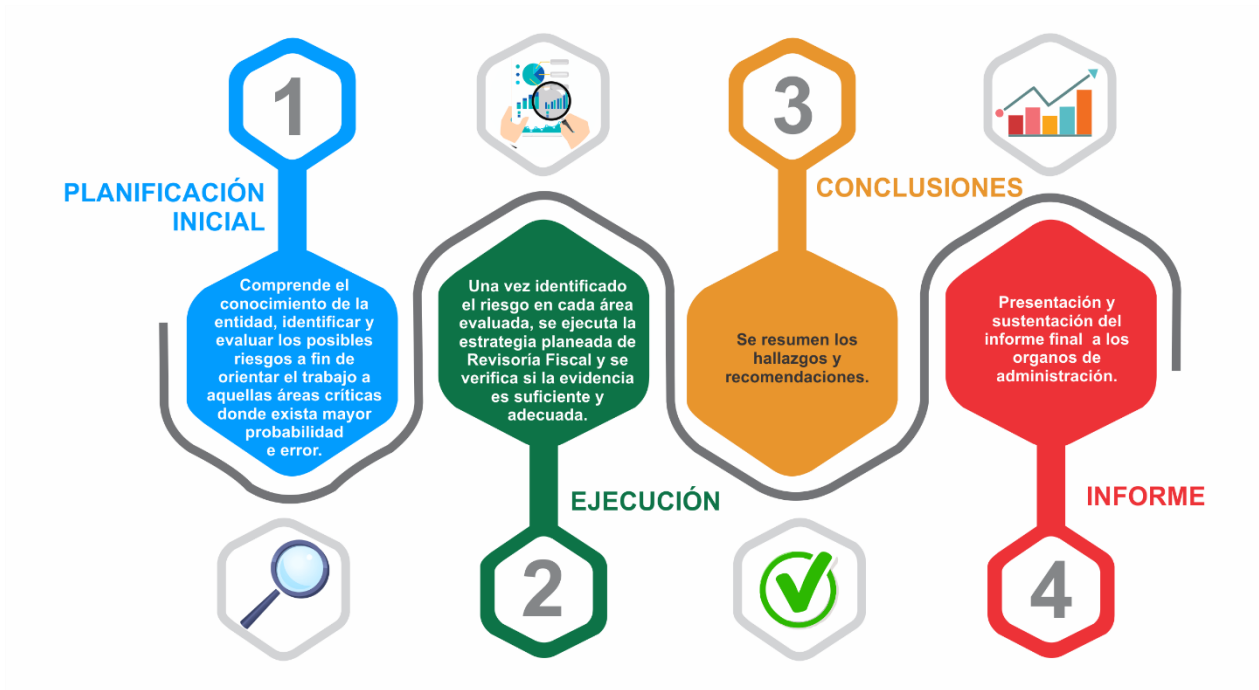 1
PLANIFICACIÓN
INICIAL
Comprende el
conocimiento de la
entidad, identificar y
evaluar los posibles
riesgos a fin de
orientar el trabajo a
aquellas áreas críticas
donde exista mayor
probabilidad
e error.
Una vez identificado
el riesgo en cada área
evaluada, se ejecuta la
estrategia planeada de
Revisoría Fiscal y se
verifica si la evidencia
es suficiente y
adecuada.
EJECUCIÓN
2
3
CONCLUSIONES
Se resumen los
hallazgos y
recomendaciones.
Presentación y
sustentación del
informe final a los
organos de
administración.
INFORME
4